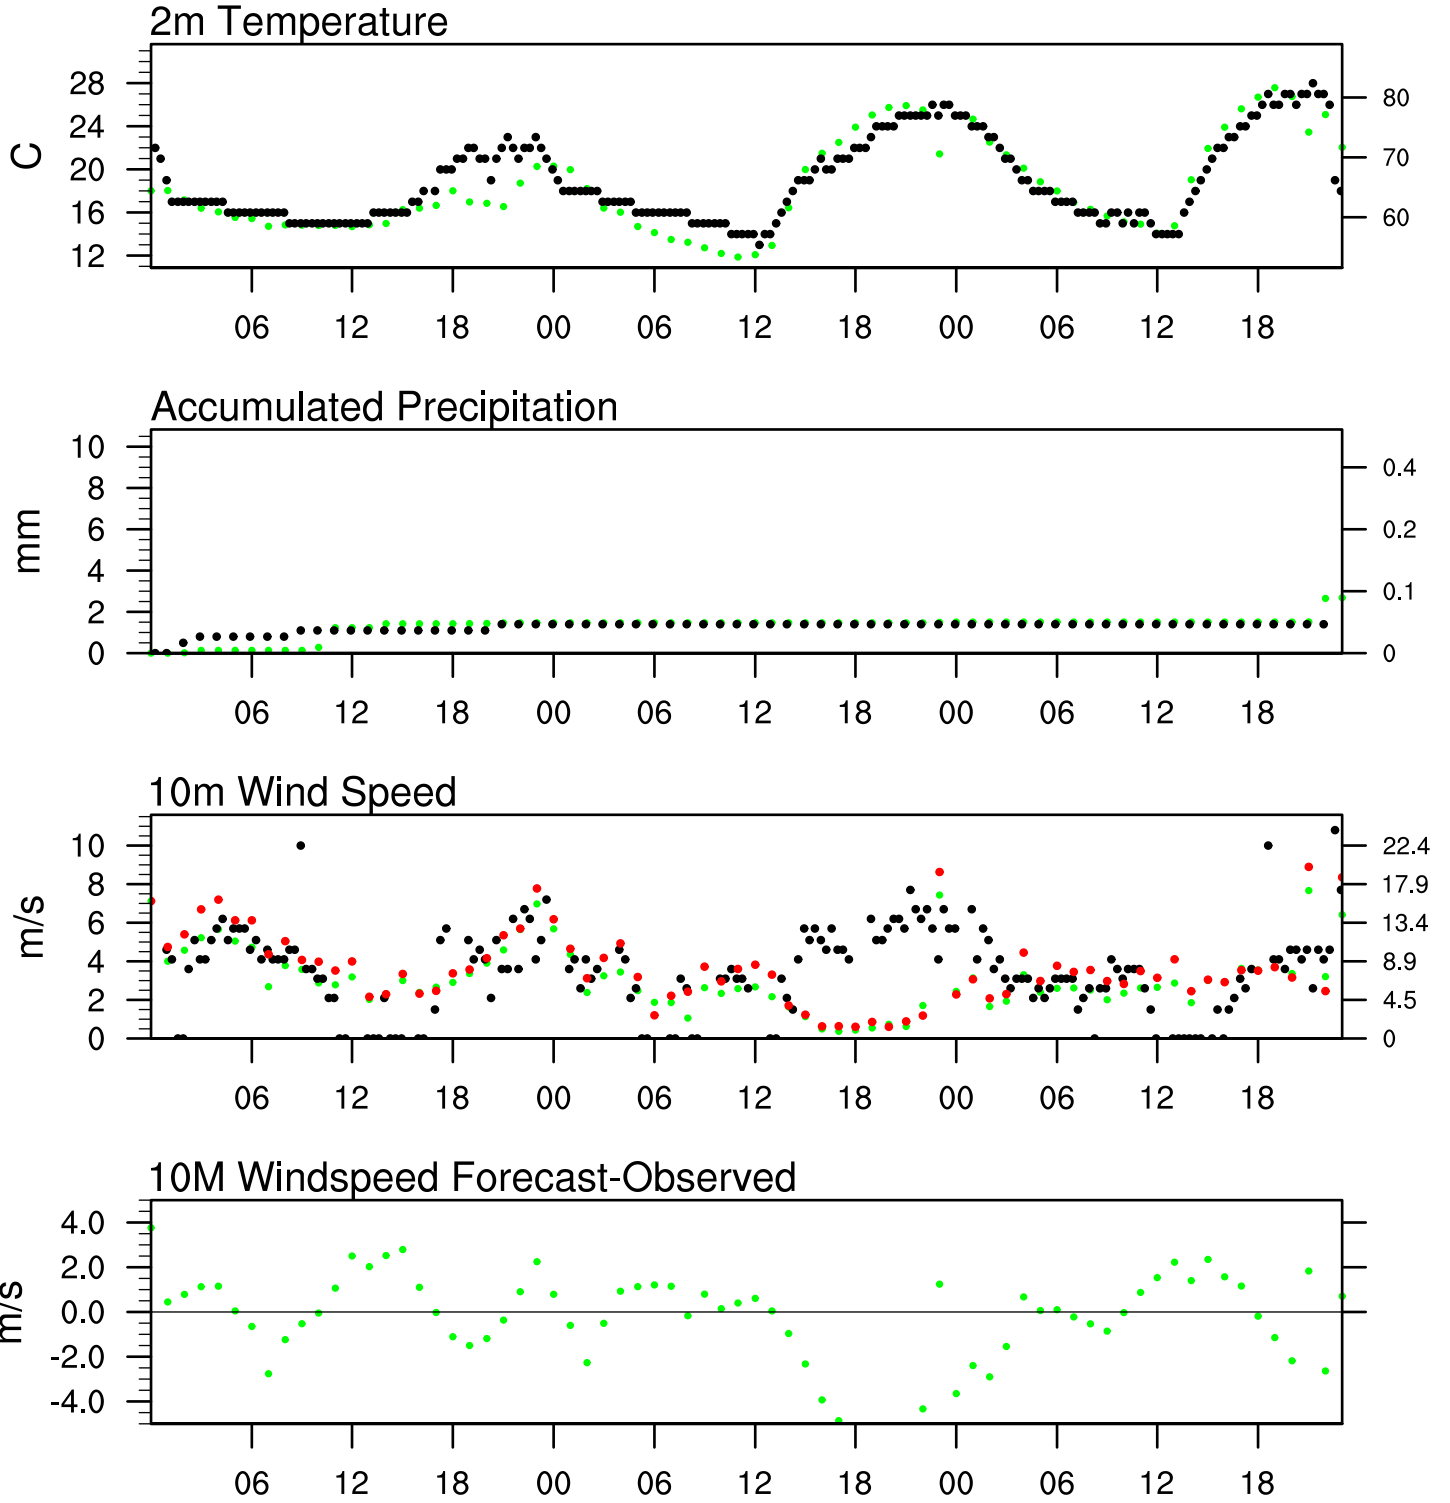 2m Temperature
28
24
20
16
12
C
80
70
60
06 12 18 00 06 12 18 00 06 12 18
Accumulated Precipitation
10
8
6
4
2
0
mm
0.4
0.2
0.1
0
06 12 18 00 06 12 18 00 06 12 18
10m Wind Speed
10
8
6
4
2
0
m/s
22.4
17.9
13.4
8.9
4.5
0
06 12 18 00 06 12 18 00 06 12 18
10M Windspeed Forecast-Observed
4.0
2.0
0.0
-2.0
-4.0
m/s
06 12 18 00 06 12 18 00 06 12 18